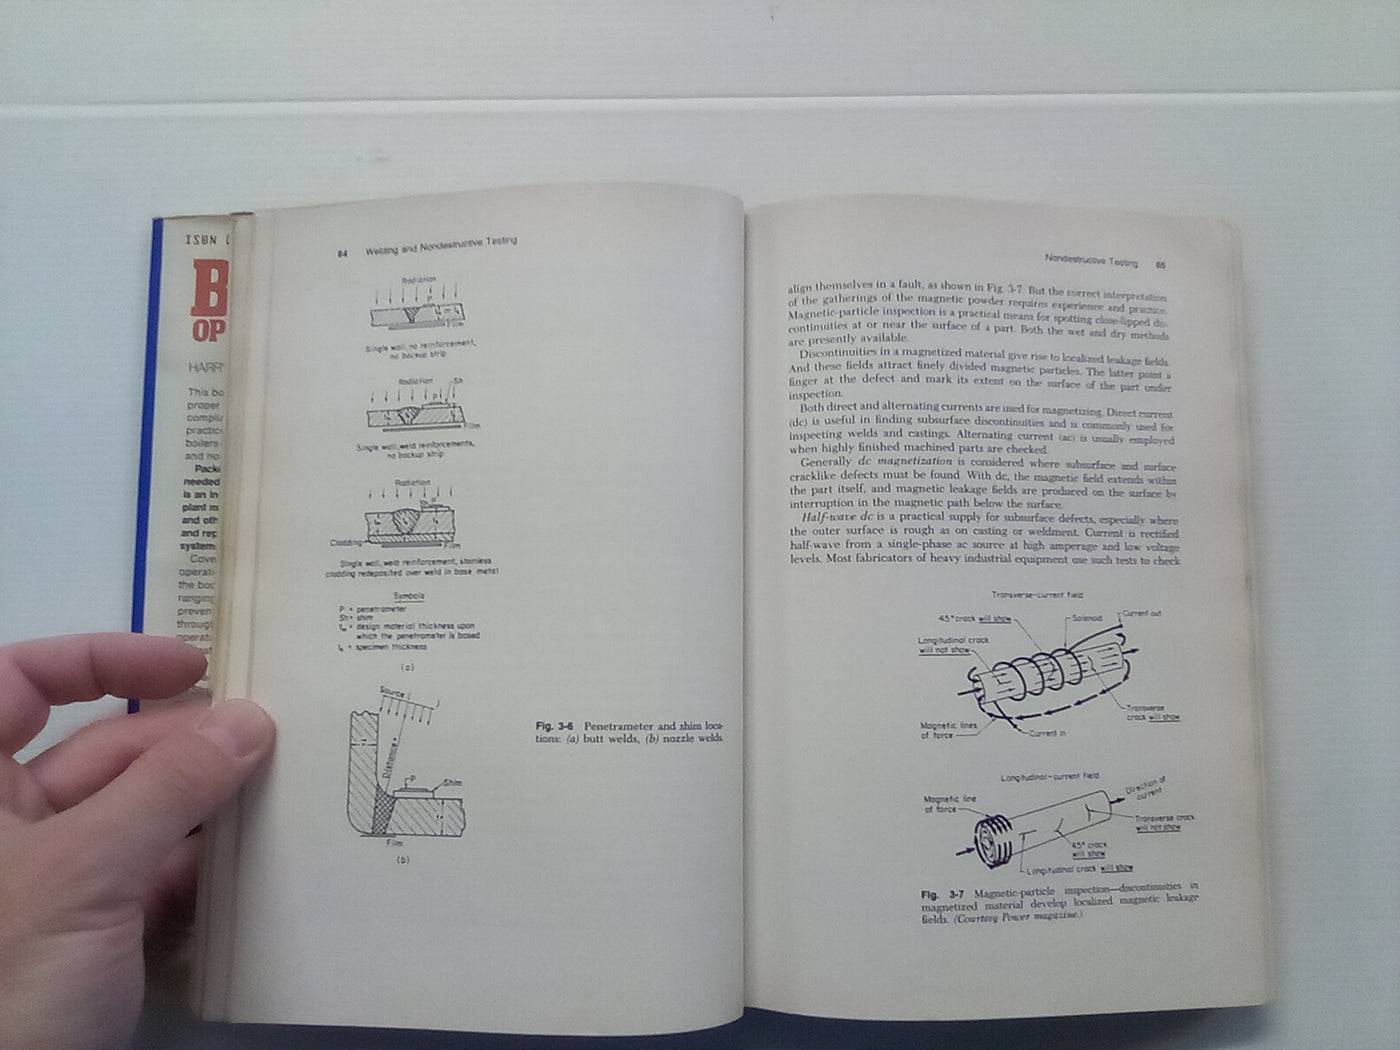 ISBN
B
OP
HARR
This bo
proper
compli
practic
boilers
and no
Pack
needed
is an in
plant m
and oth
and rep
system
Cove
operati
the boo
ranging
preven
through
operati
84 Welding and Nondestructive Testing
Radiation
P
Film
Single wall, no reinforcement,
no backup strip
Radiation Sh
P
Film
Single wall, weld reinforcements,
no backup strip
Radiation
P
Cladding
Film
Single wall, weld reinforcement, stainless
cladding redeposited over weld in base metal
Symbols
P = penetrameter
Sh = shim
tm = design material thickness upon
which the penetrameter is based
ts = specimen thickness
(a)
Source
Distance
P
Shim
Film
(b)
Fig. 3-6 Penetrameter and shim loca-
tions: (a) butt welds, (b) nozzle welds.
Nondestructive Testing 65
align themselves in a fault, as shown in Fig. 3-7. But the correct interpretation
of the gatherings of the magnetic powder requires experience and practice.
Magnetic-particle inspection is a practical means for spotting close-lipped dis-
continuities at or near the surface of a part. Both the wet and dry methods
are presently available.
Discontinuities in a magnetized material give rise to localized leakage fields.
And these fields attract finely divided magnetic particles. The latter point a
finger at the defect and mark its extent on the surface of the part under
inspection.
Both direct and alternating currents are used for magnetizing. Direct current
(dc) is useful in finding subsurface discontinuities and is commonly used for
inspecting welds and castings. Alternating current (ac) is usually employed
when highly finished machined parts are checked.
Generally dc magnetization is considered where subsurface and surface
cracklike defects must be found. With dc, the magnetic field extends within
the part itself, and magnetic leakage fields are produced on the surface by
interruption in the magnetic path below the surface.
Half-wave dc is a practical supply for subsurface defects, especially where
the outer surface is rough as on casting or weldment. Current is rectified
half-wave from a single-phase ac source at high amperage and low voltage
levels. Most fabricators of heavy industrial equipment use such tests to check
Transverse-current field
45° crack will show
Solenoid
Current out
Longitudinal crack
will not show
Transverse
crack will show
Magnetic lines
of force
Current in
Longitudinal-current field
Magnetic line
of force
Direction of
current
Transverse crack
will not show
45° crack
will show
Longitudinal crack will show
Fig. 3-7 Magnetic-particle inspection—discontinuities in
magnetized material develop localized magnetic leakage
fields. (Courtesy Power magazine.)